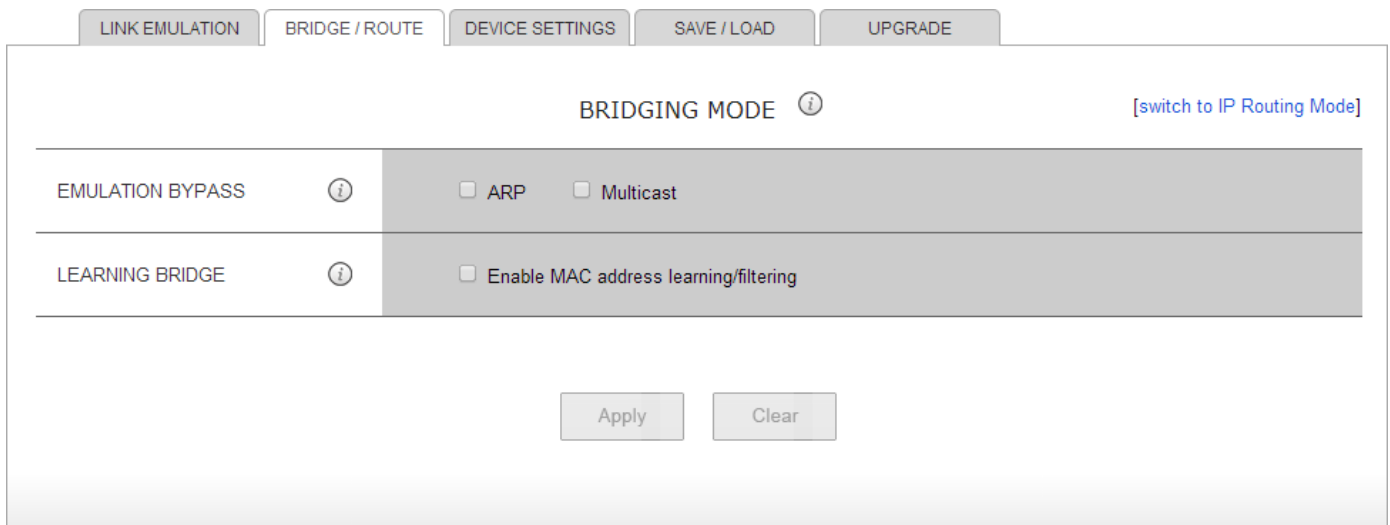 LINK EMULATION
BRIDGE / ROUTE
DEVICE SETTINGS
SAVE / LOAD
UPGRADE
BRIDGING MODE i
[switch to IP Routing Mode]
EMULATION BYPASS i
ARP
Multicast
LEARNING BRIDGE i
Enable MAC address learning/filtering
Apply
Clear